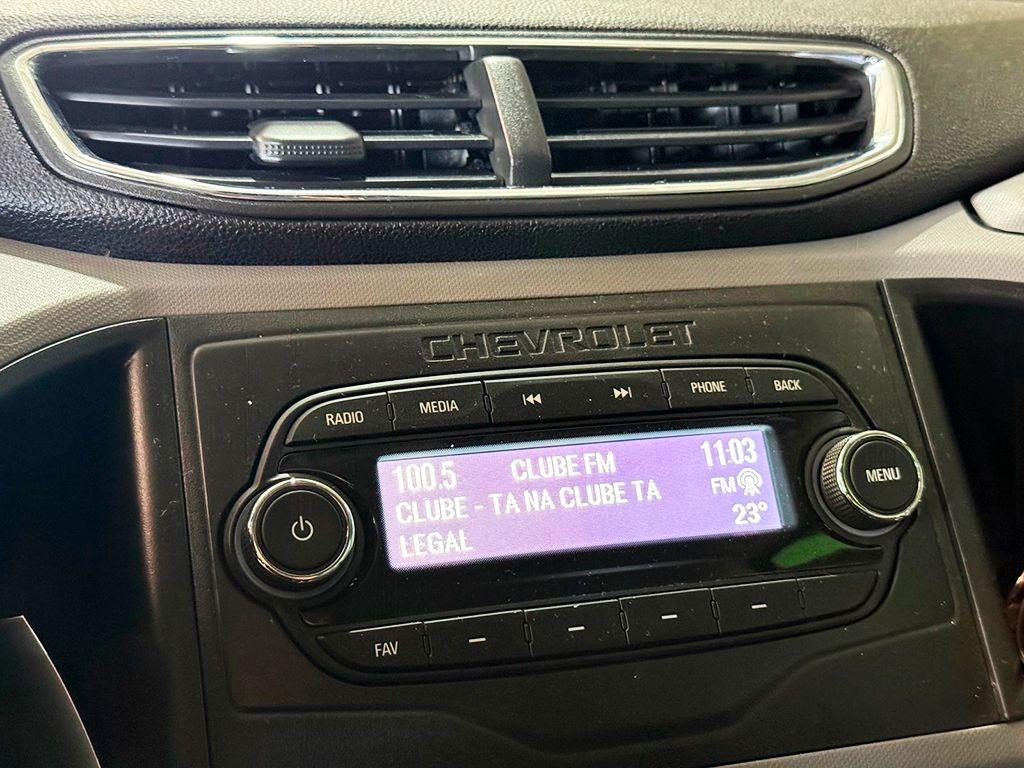 CHEVROLET
RADIO MEDIA PHONE BACK
100.5 CLUBE FM 11:03
CLUBE - TA NA CLUBE TA FM
LEGAL 23°
MENU
FAV